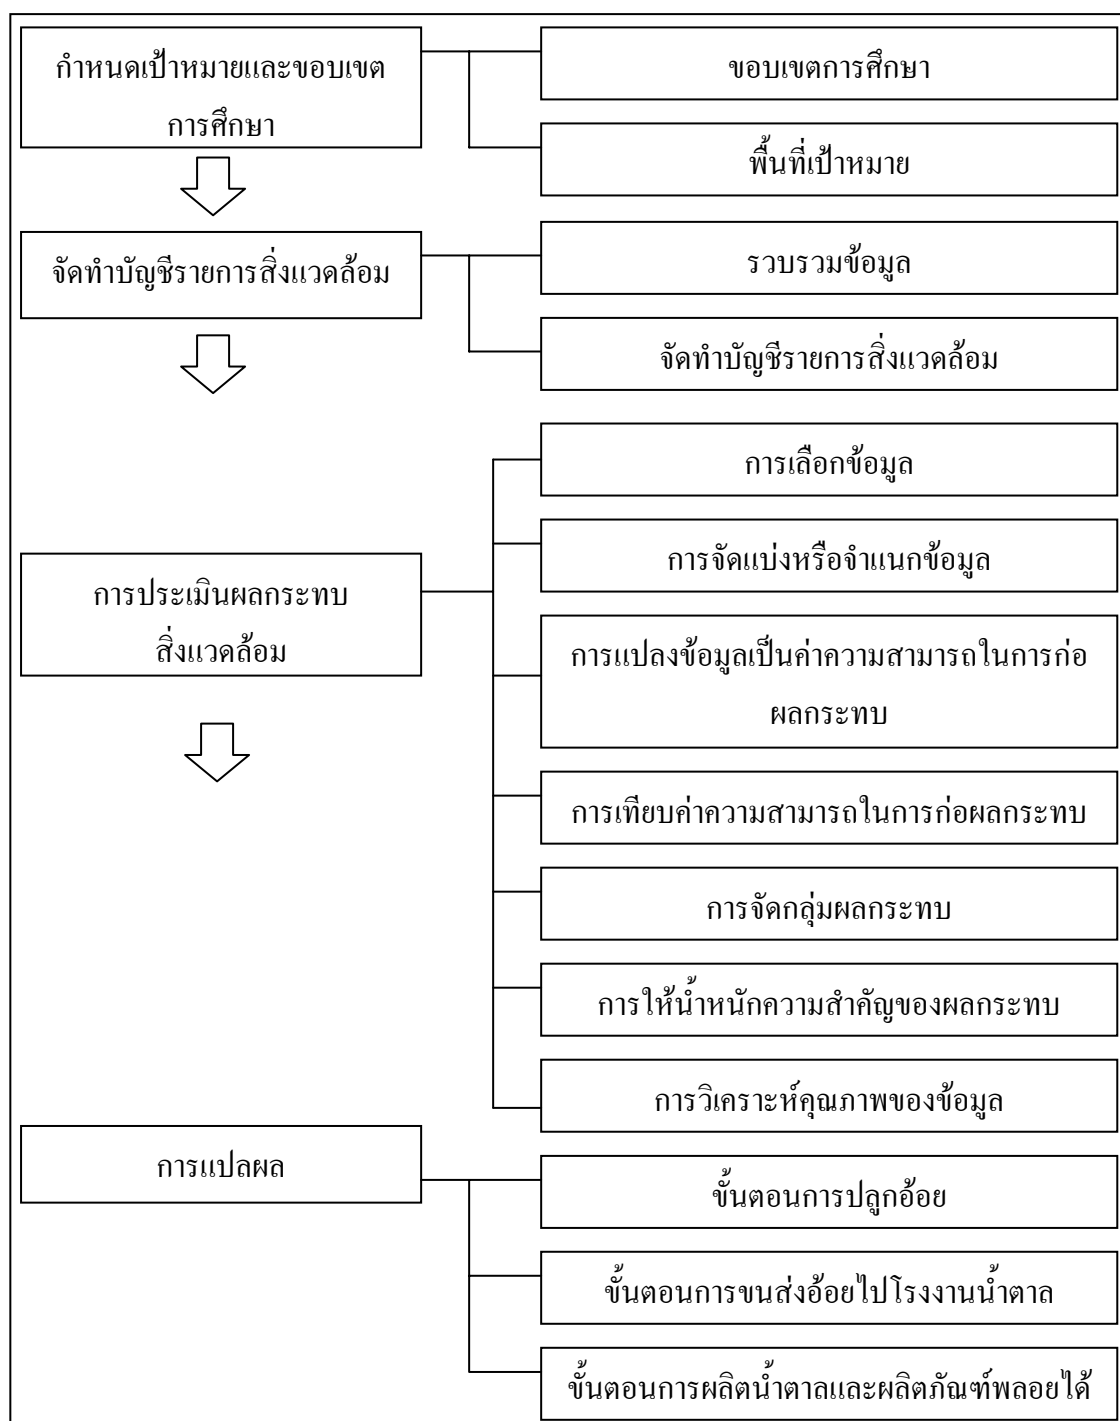 กำหนดเป้าหมายและขอบเขต
การศึกษา
ขอบเขตการศึกษา
พื้นที่เป้าหมาย
จัดทำบัญชีรายการสิ่งแวดล้อม
รวบรวมข้อมูล
จัดทำบัญชีรายการสิ่งแวดล้อม
การประเมินผลกระทบ
สิ่งแวดล้อม
การเลือกข้อมูล
การจัดแบ่งหรือจำแนกข้อมูล
การแปลงข้อมูลเป็นค่าความสามารถในการก่อ
ผลกระทบ
การเทียบค่าความสามารถในการก่อผลกระทบ
การจัดกลุ่มผลกระทบ
การให้น้ำหนักความสำคัญของผลกระทบ
การวิเคราะห์คุณภาพของข้อมูล
การแปลผล
ขั้นตอนการปลูกอ้อย
ขั้นตอนการขนส่งอ้อยไปโรงงานน้ำตาล
ขั้นตอนการผลิตน้ำตาลและผลิตภัณฑ์พลอยได้